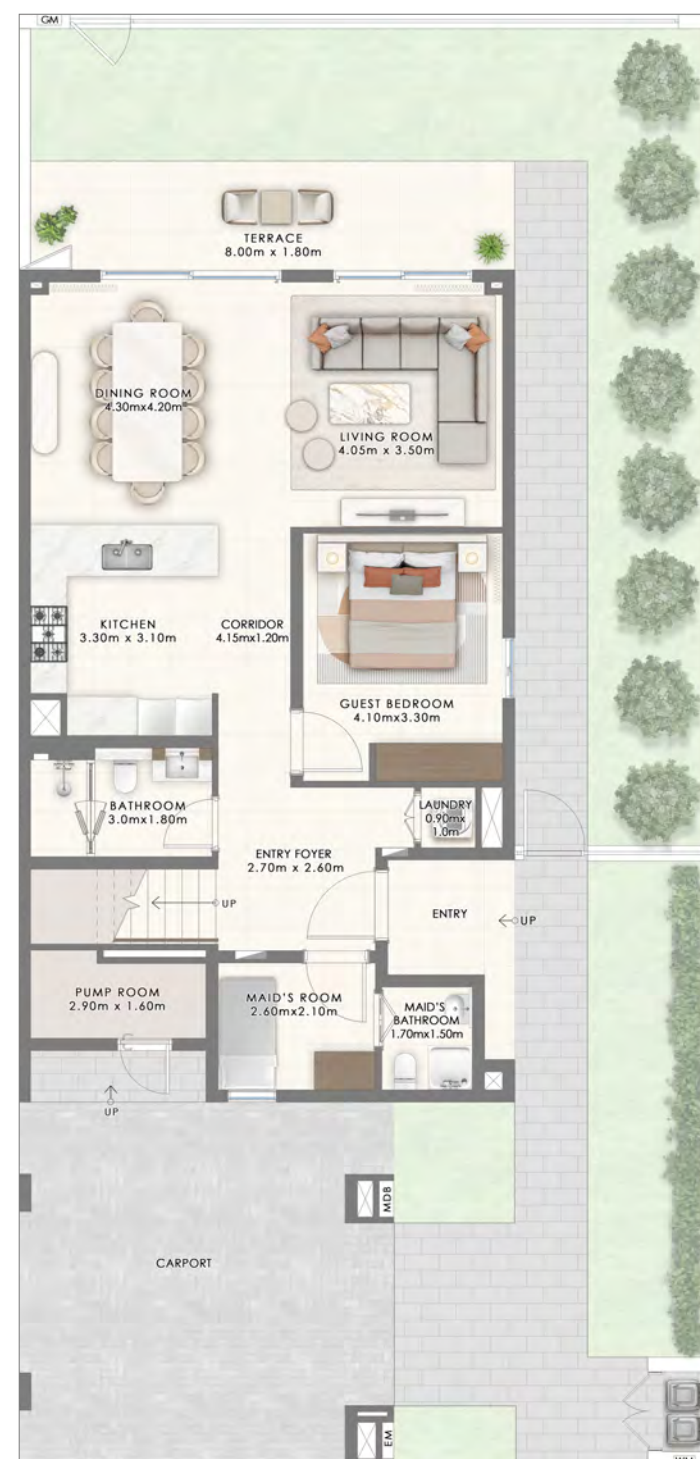 GM
TERRACE
8.00m x 1.80m
DINING ROOM
4.30mx4.20m
LIVING ROOM
4.05m x 3.50m
KITCHEN
3.30m x 3.10m
CORRIDOR
4.15mx1.20m
GUEST BEDROOM
4.10mx3.30m
BATHROOM
3.0mx1.80m
LAUNDRY
0.90mx
1.0m
ENTRY FOYER
2.70m x 2.60m
UP
ENTRY
UP
PUMP ROOM
2.90m x 1.60m
MAID'S ROOM
2.60mx2.10m
MAID'S
BATHROOM
1.70mx1.50m
UP
MDB
CARPORT
EM